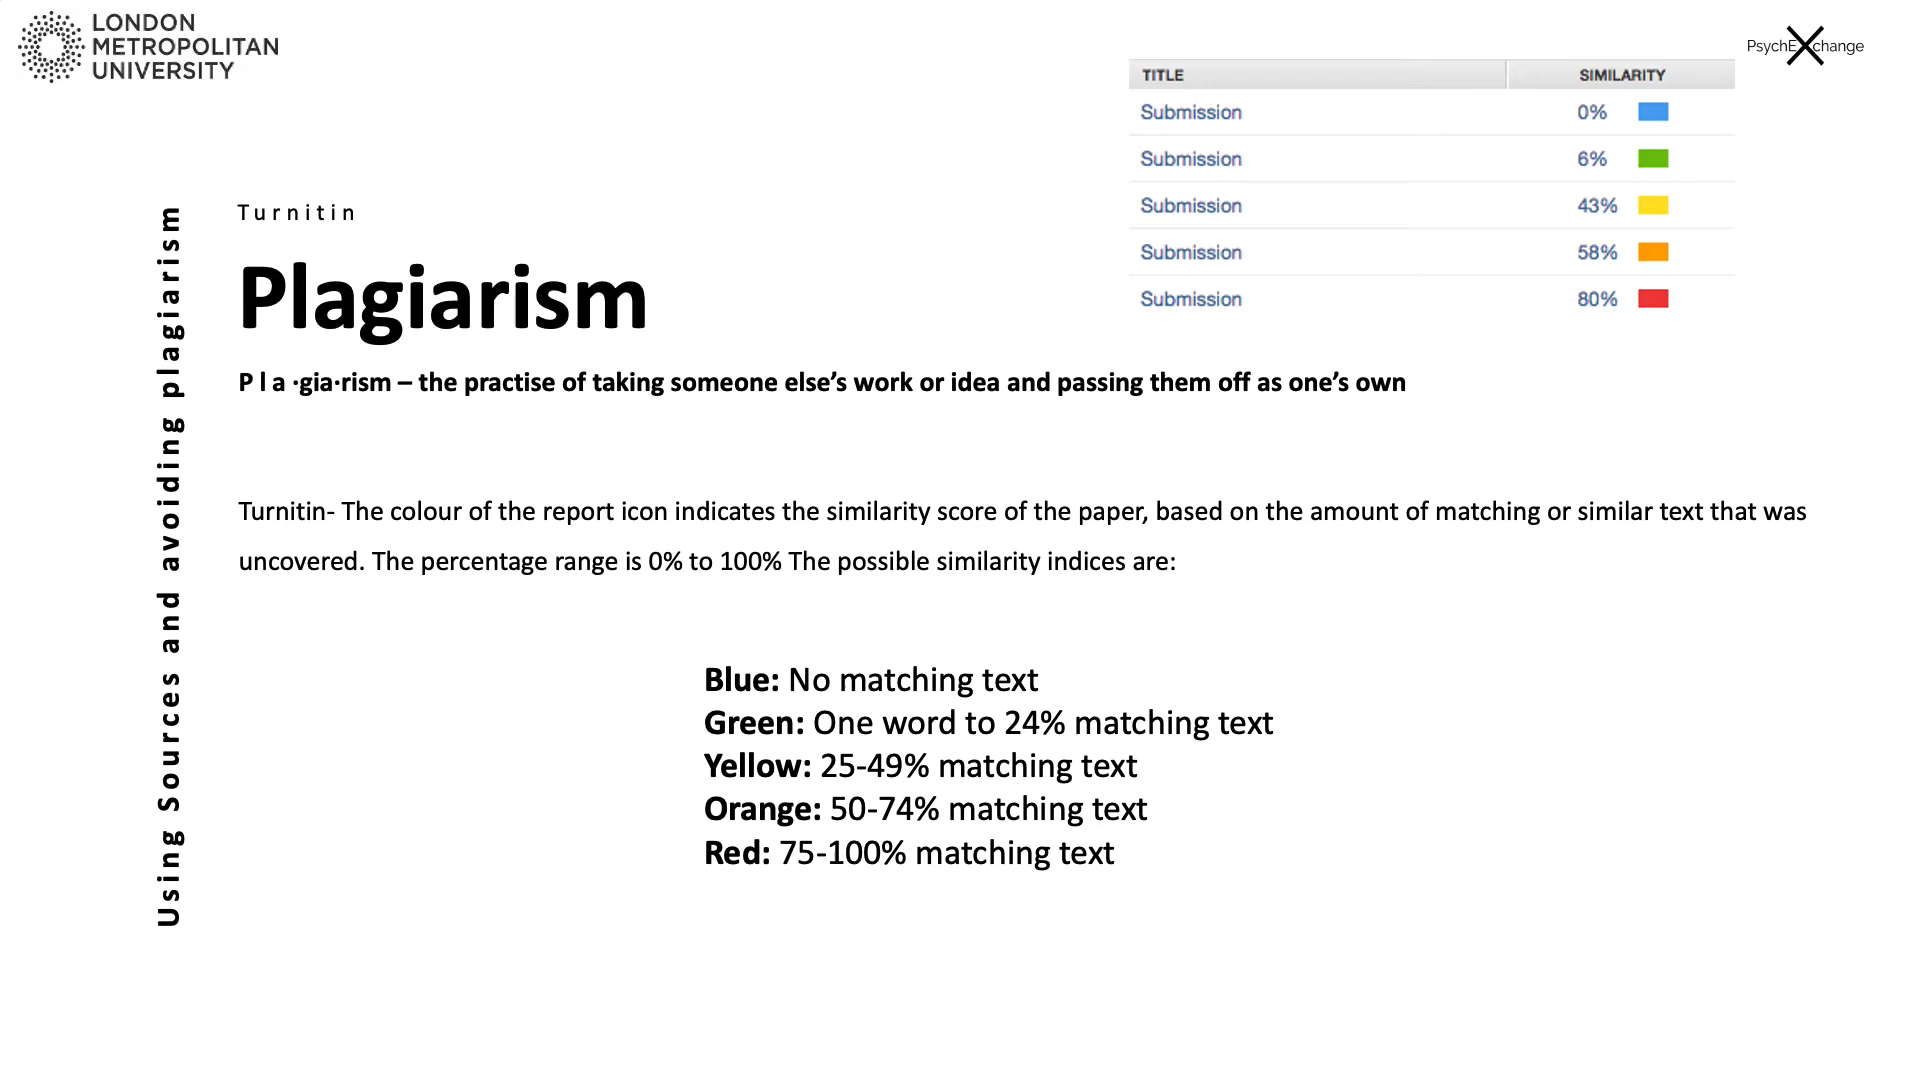 LONDON
METROPOLITAN
UNIVERSITY
PsychEXchange
TITLE SIMILARITY
Submission 0%
Submission 6%
Submission 43%
Submission 58%
Submission 80%
Using Sources and avoiding plagiarism
Turnitin
Plagiarism
P l a ·gia·rism – the practise of taking someone else’s work or idea and passing them off as one’s own
Turnitin- The colour of the report icon indicates the similarity score of the paper, based on the amount of matching or similar text that was
uncovered. The percentage range is 0% to 100% The possible similarity indices are:
Blue: No matching text
Green: One word to 24% matching text
Yellow: 25-49% matching text
Orange: 50-74% matching text
Red: 75-100% matching text